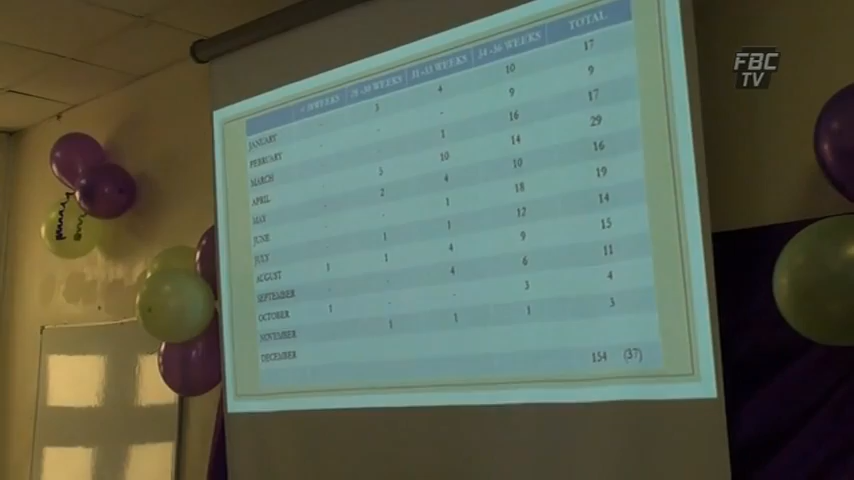 FBC
TV
< 28WEEKS 28 -30 WEEKS 31 -33 WEEKS 34 -36 WEEKS TOTAL
JANUARY - 3 4 10 17
FEBRUARY - - - 9 9
MARCH - - 1 16 17
APRIL - 5 10 14 29
MAY - 2 4 10 16
JUNE - - 1 18 19
JULY - 1 1 12 14
AUGUST 1 1 4 9 15
SEPTEMBER - - 4 6 11
OCTOBER 1 - - 3 4
NOVEMBER 1 1 1 3
DECEMBER
154 (37)